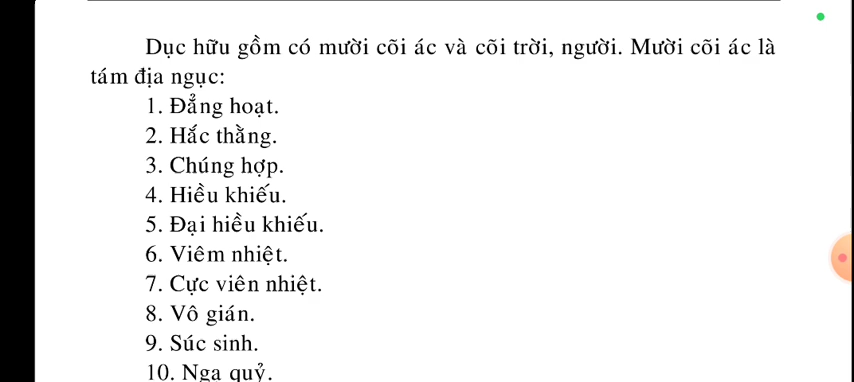 Dục hữu gồm có mười cõi ác và cõi trời, người. Mười cõi ác là
tám địa ngục:
1. Đẳng hoạt.
2. Hắc thằng.
3. Chúng hợp.
4. Hiều khiếu.
5. Đại hiều khiếu.
6. Viêm nhiệt.
7. Cực viên nhiệt.
8. Vô gián.
9. Súc sinh.
10. Nga quỷ.